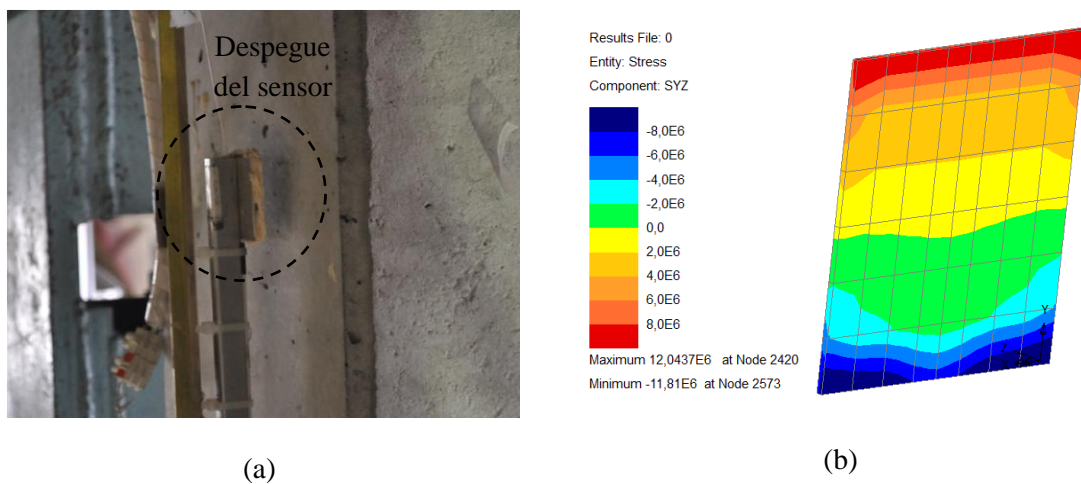 Despegue
del sensor
Results File: 0
Entity: Stress
Component: SYZ
-8,0E6
-6,0E6
-4,0E6
-2,0E6
0,0
2,0E6
4,0E6
6,0E6
8,0E6
Maximum 12,0437E6 at Node 2420
Minimum -11,81E6 at Node 2573
Y
(a)
(b)